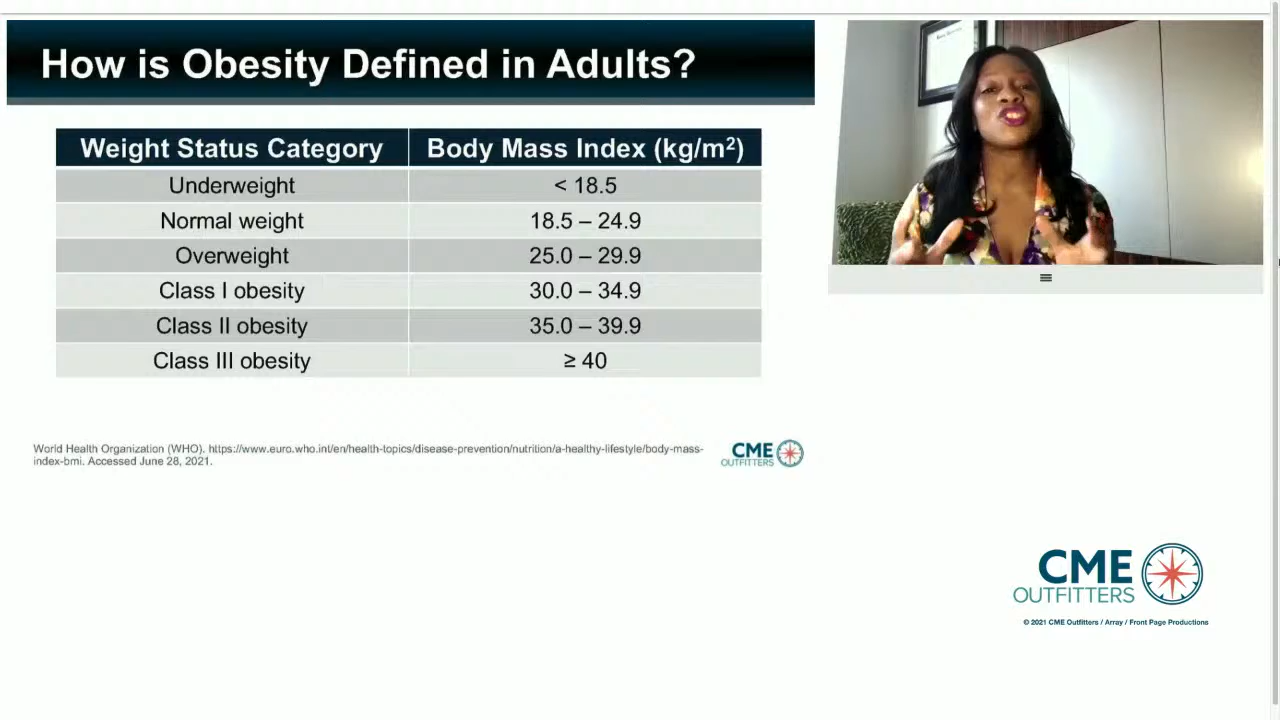 How is Obesity Defined in Adults?
Weight Status Category Body Mass Index (kg/m²)
Underweight < 18.5
Normal weight 18.5 – 24.9
Overweight 25.0 – 29.9
Class I obesity 30.0 – 34.9
Class II obesity 35.0 – 39.9
Class III obesity ≥ 40
World Health Organization (WHO). https://www.euro.who.int/en/health-topics/disease-prevention/nutrition/a-healthy-lifestyle/body-mass-
index-bmi. Accessed June 28, 2021.
CME
OUTFITTERS
CME
OUTFITTERS
© 2021 CME Outfitters / Array / Front Page Productions